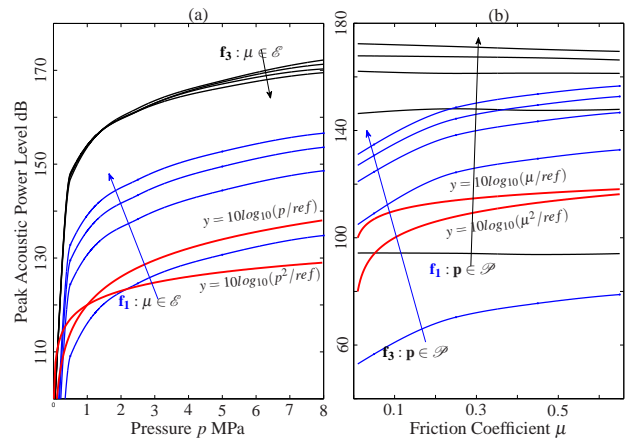 (a)
Peak Acoustic Power Level dB
170
150
130
110
f₃ : μ ∈ ℰ
y = 10log₁₀(p/ref)
f₁ : μ ∈ ℰ
y = 10log₁₀(p²/ref)
0
1
2
3
4
5
6
7
8
Pressure p MPa
(b)
180
140
100
60
y = 10log₁₀(μ/ref)
y = 10log₁₀(μ²/ref)
f₁ : p ∈ 𝒫
f₃ : p ∈ 𝒫
0.1
0.3
0.5
Friction Coefficient μ